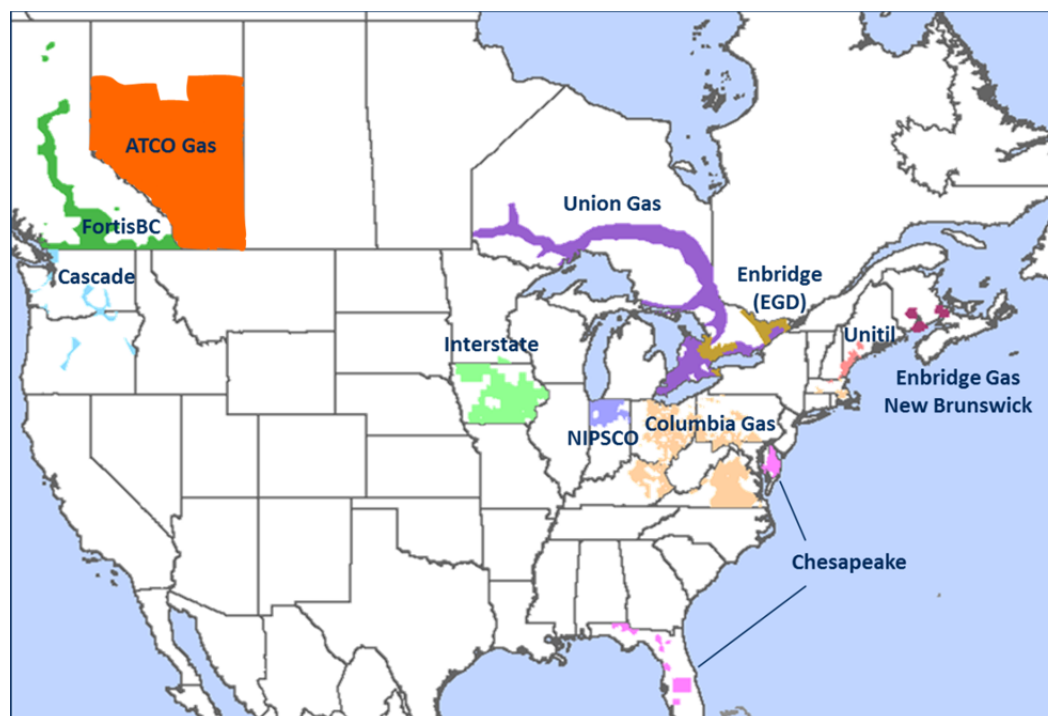 ATCO Gas
Union Gas
FortisBC
Cascade
Enbridge
(EGD)
Unitil
Interstate
Enbridge Gas
New Brunswick
Columbia Gas
NIPSCO
Chesapeake